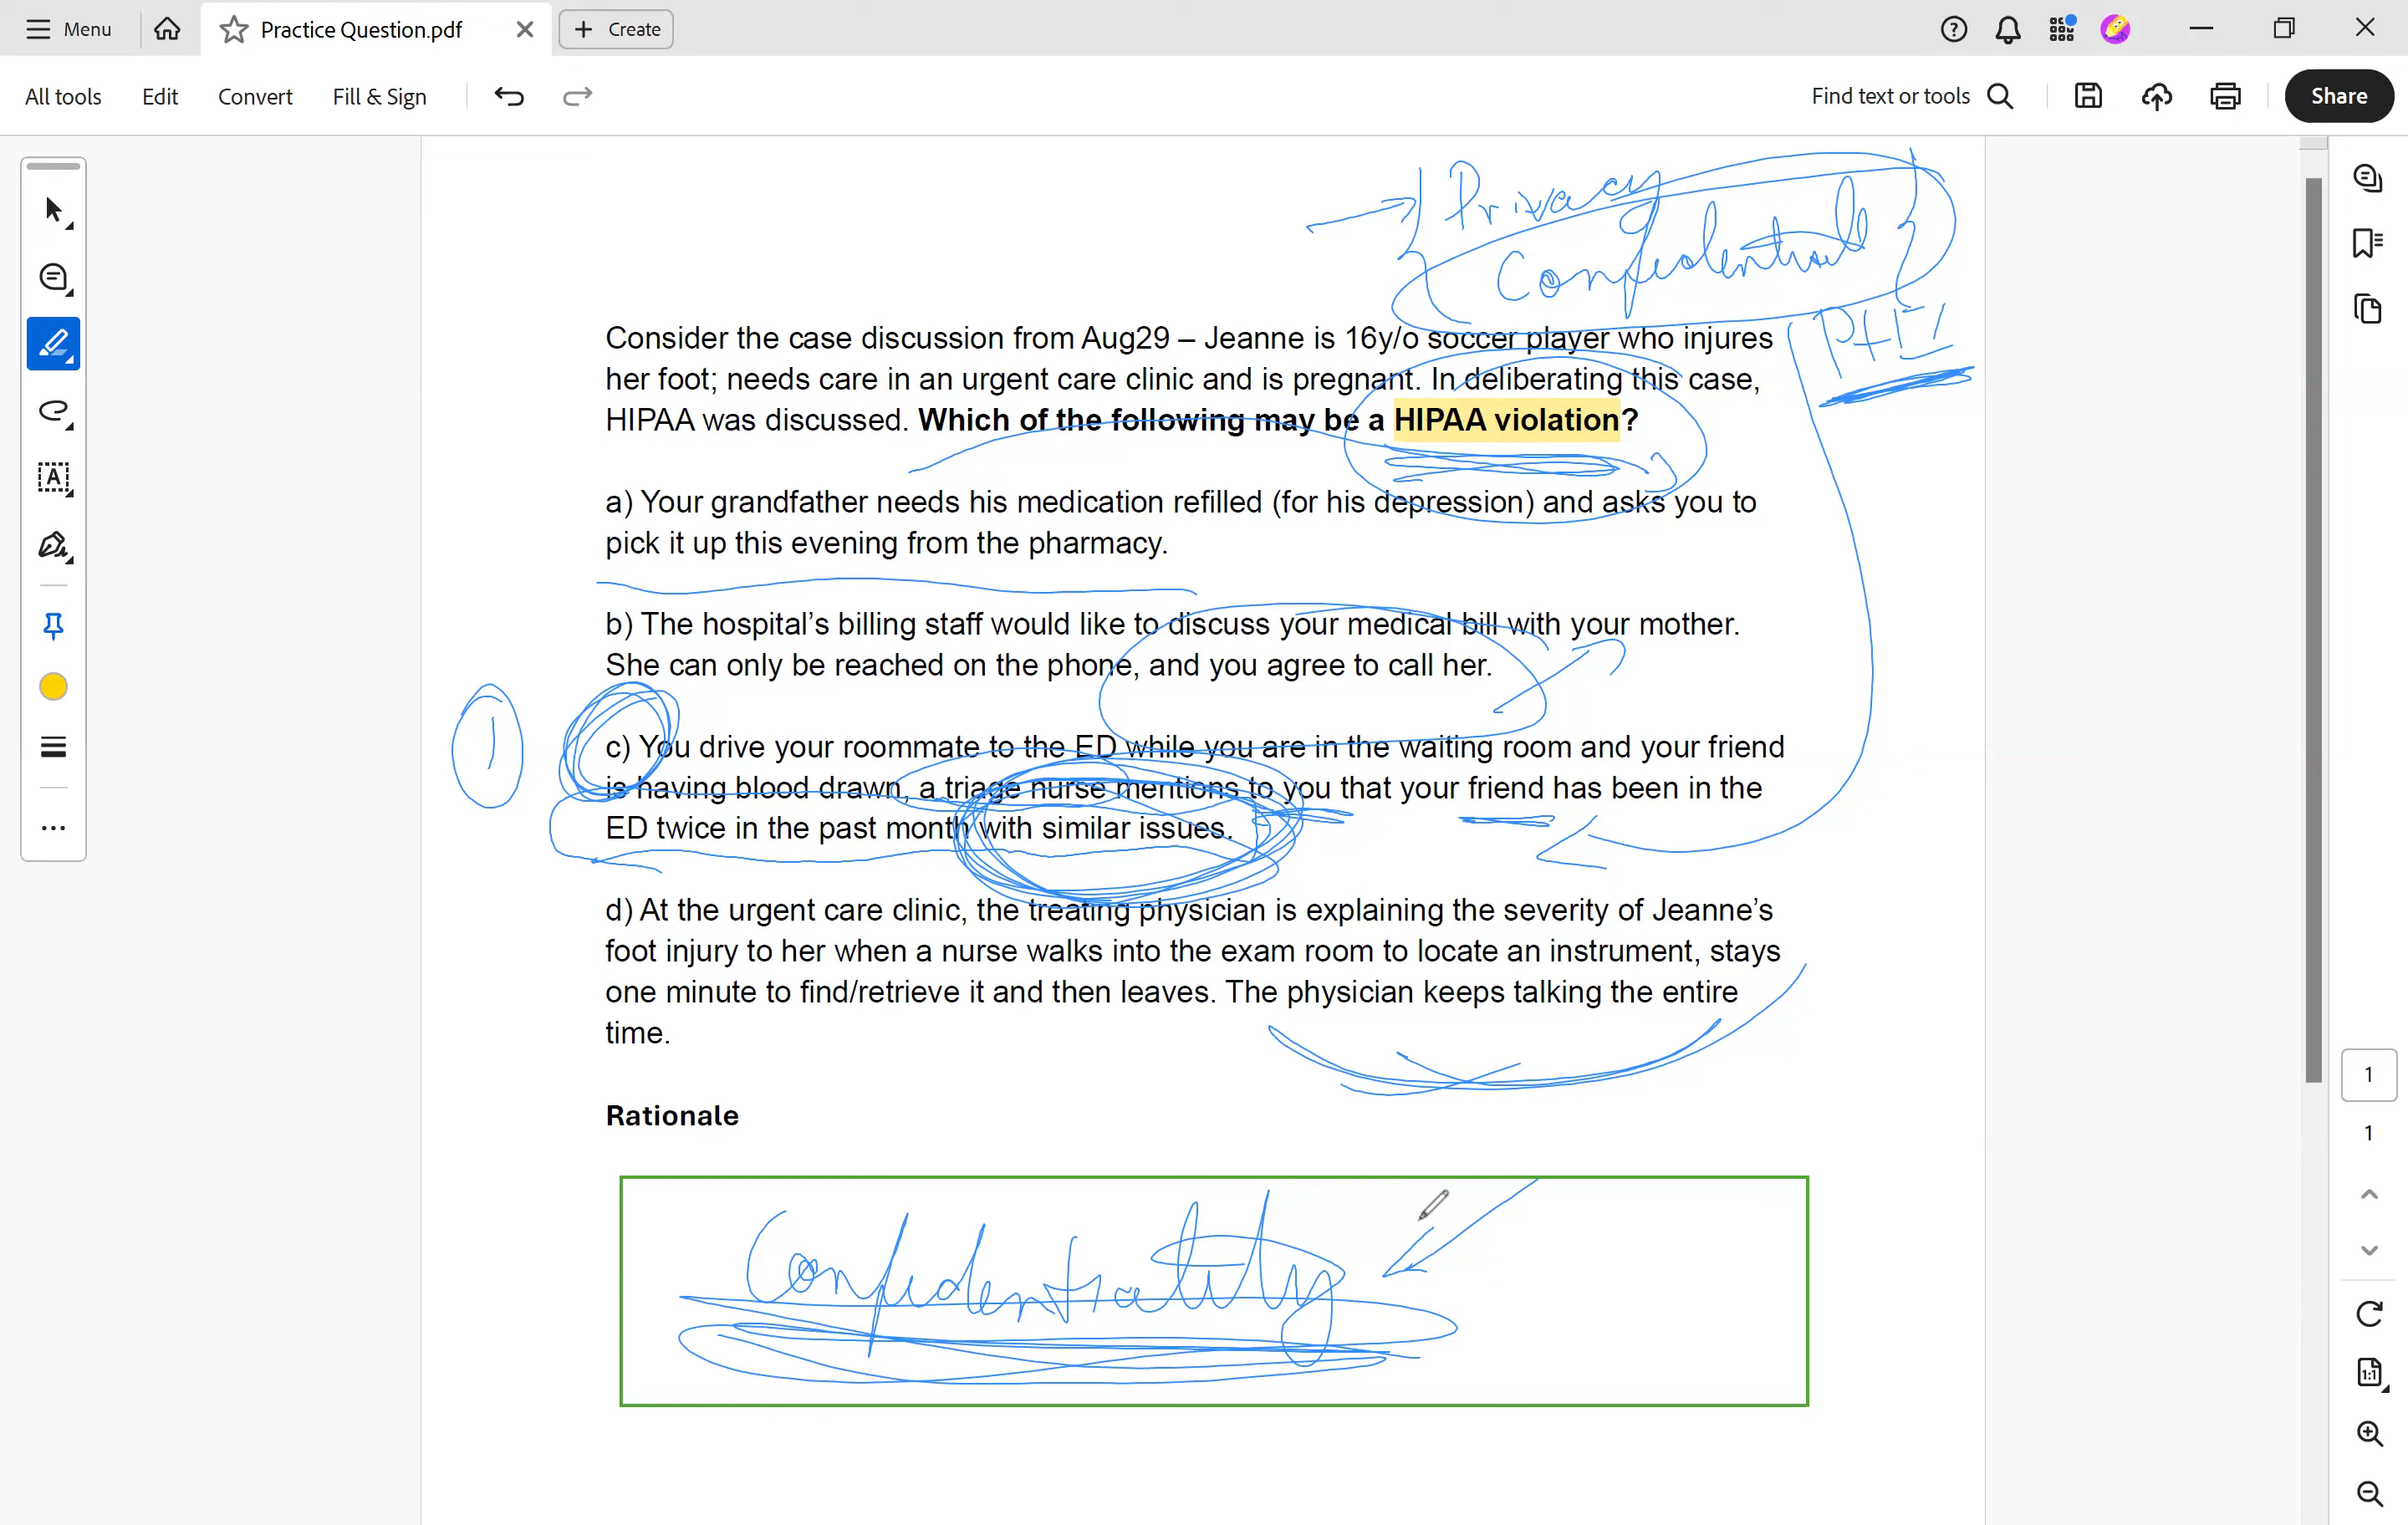 Menu
Practice Question.pdf
Create
All tools
Edit
Convert
Fill & Sign
Find text or tools
Share
Privacy
Confidential
PHI
Consider the case discussion from Aug29 – Jeanne is 16y/o soccer player who injures
her foot; needs care in an urgent care clinic and is pregnant. In deliberating this case,
HIPAA was discussed. Which of the following may be a HIPAA violation?
a) Your grandfather needs his medication refilled (for his depression) and asks you to
pick it up this evening from the pharmacy.
b) The hospital’s billing staff would like to discuss your medical bill with your mother.
She can only be reached on the phone, and you agree to call her.
1
c) You drive your roommate to the ED while you are in the waiting room and your friend
is having blood drawn, a triage nurse mentions to you that your friend has been in the
ED twice in the past month with similar issues.
d) At the urgent care clinic, the treating physician is explaining the severity of Jeanne’s
foot injury to her when a nurse walks into the exam room to locate an instrument, stays
one minute to find/retrieve it and then leaves. The physician keeps talking the entire
time.
Rationale
Confidentiality
1
1
1:1